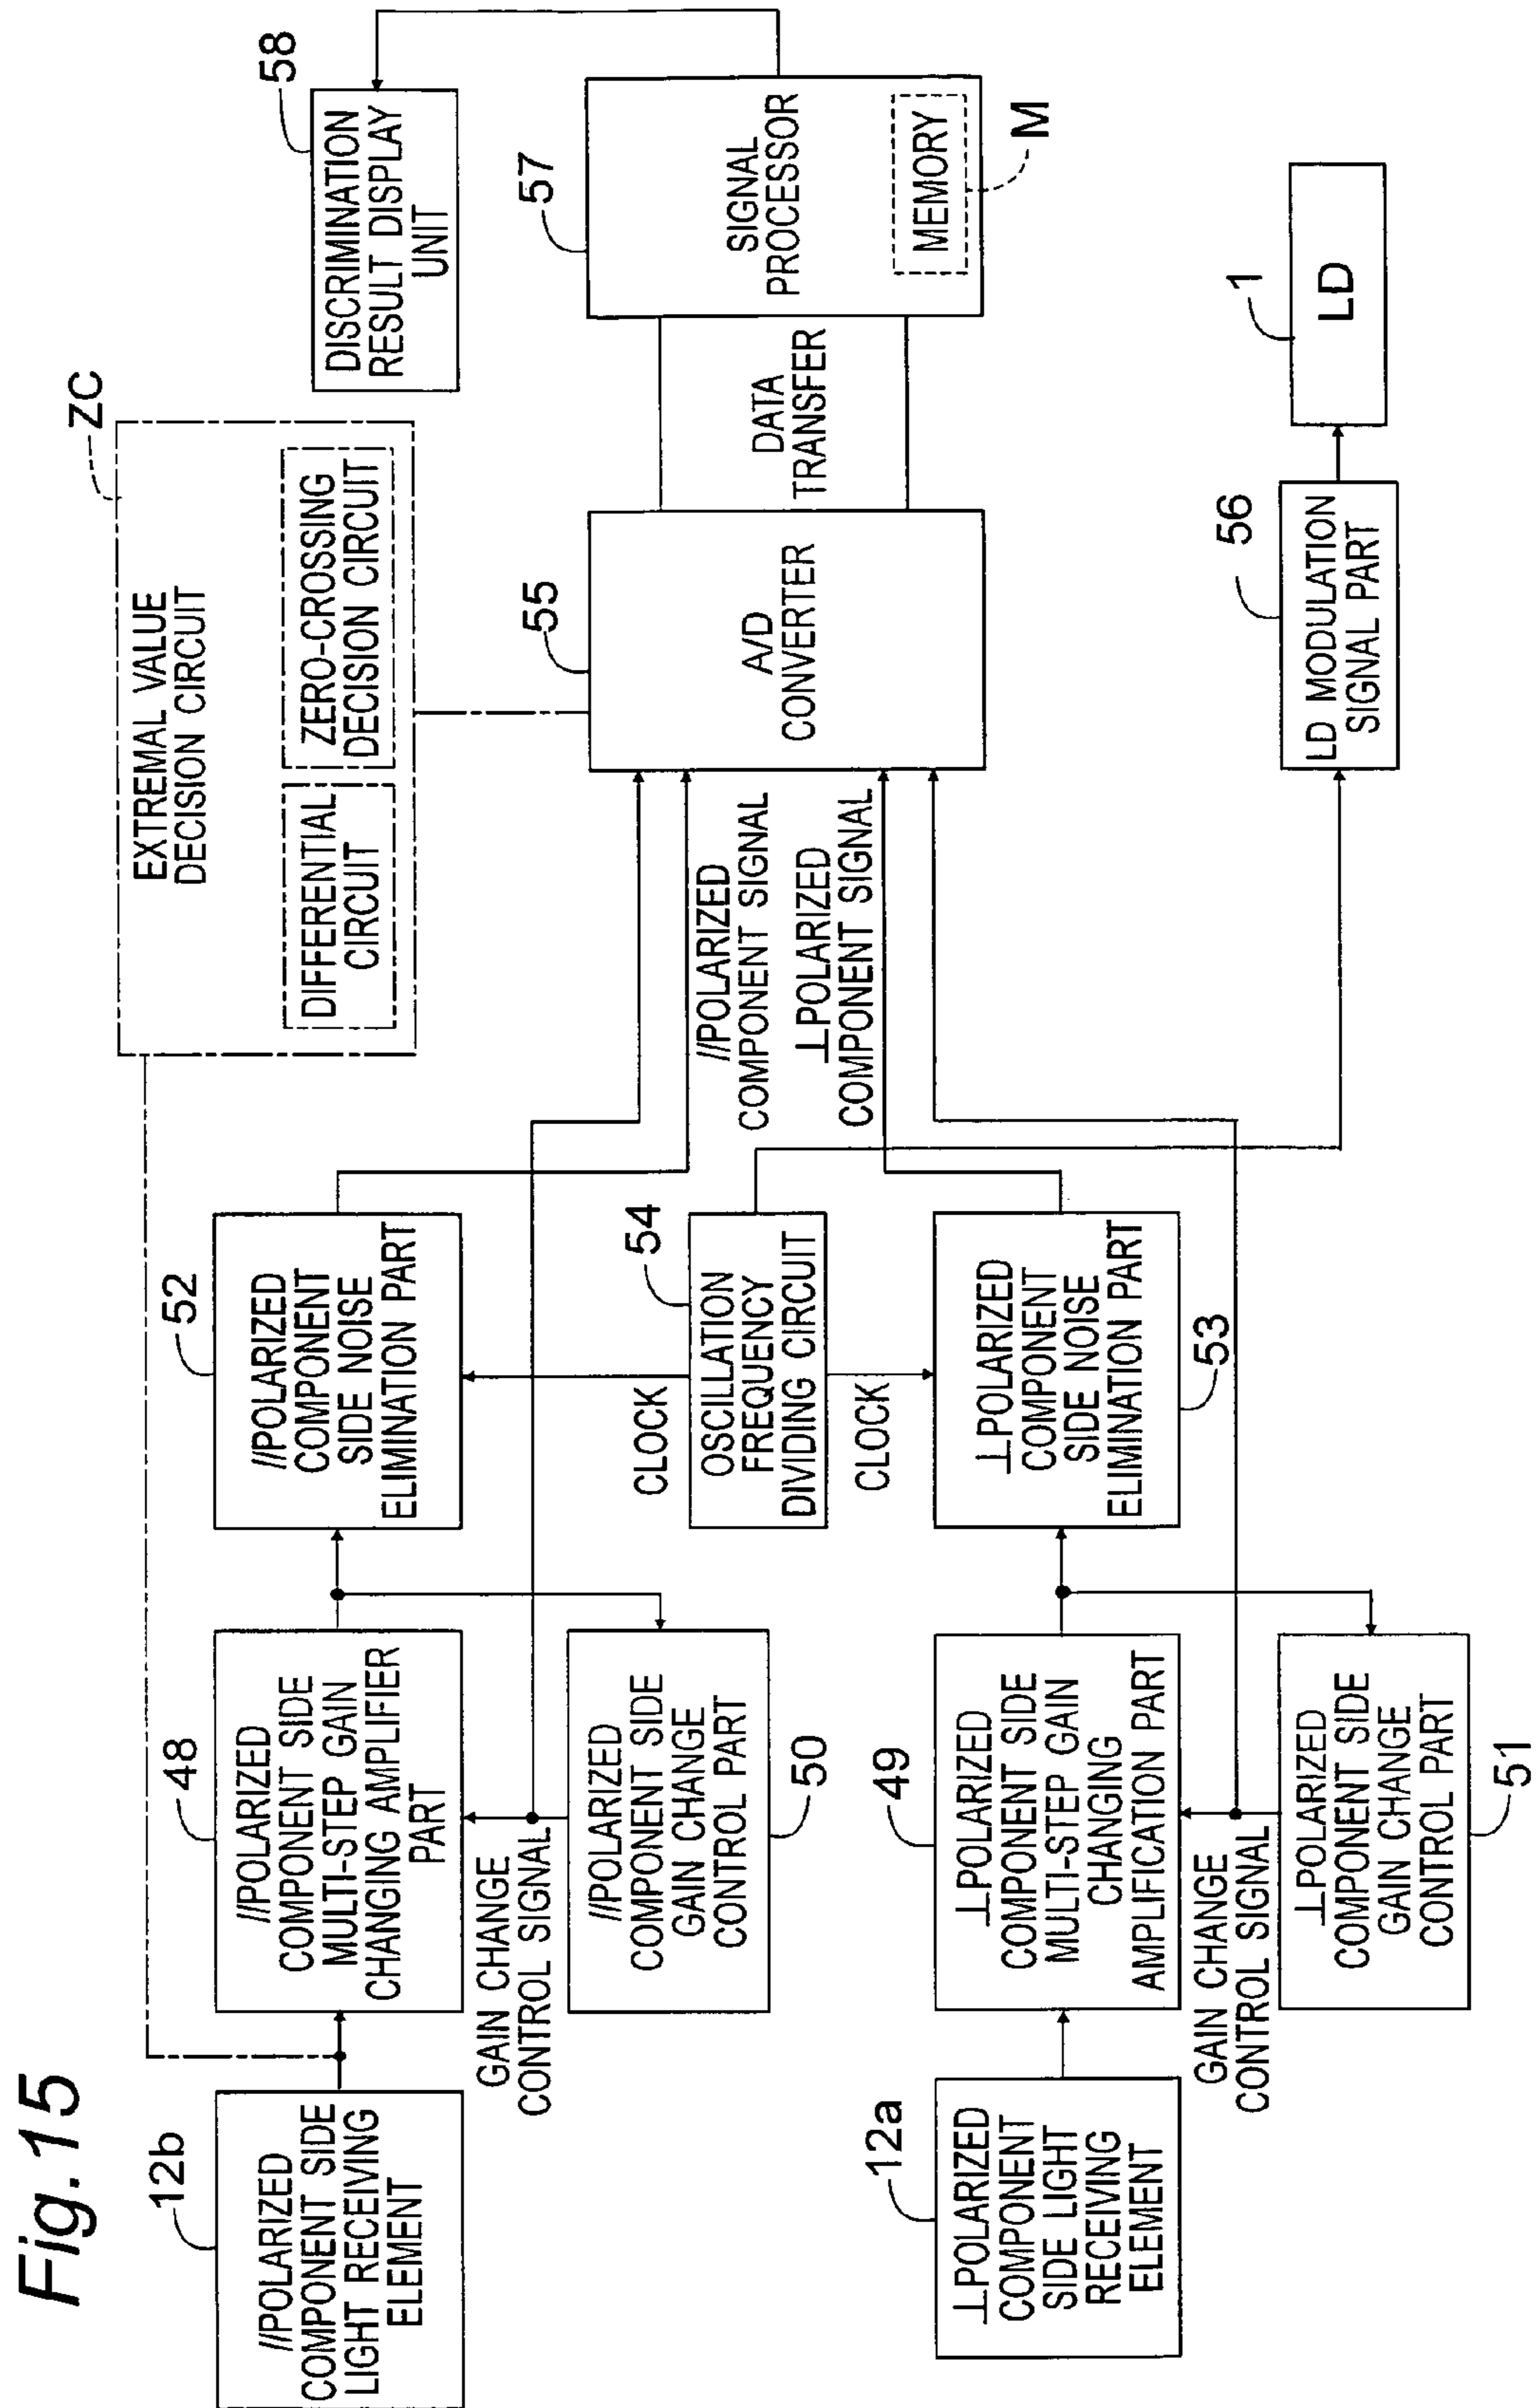 Fig.15
12b
//POLARIZED
COMPONENT SIDE
LIGHT RECEIVING
ELEMENT
48
//POLARIZED
COMPONENT SIDE
MULTI-STEP GAIN
CHANGING AMPLIFIER
PART
GAIN CHANGE
CONTROL SIGNAL
//POLARIZED
COMPONENT SIDE
GAIN CHANGE
CONTROL PART
50
52
//POLARIZED
COMPONENT
SIDE NOISE
ELIMINATION PART
CLOCK
54
OSCILLATION
FREQUENCY
DIVIDING CIRCUIT
CLOCK
12a
⊥POLARIZED
COMPONENT
SIDE LIGHT
RECEIVING
ELEMENT
49
⊥POLARIZED
COMPONENT SIDE
MULTI-STEP GAIN
CHANGING
AMPLIFICATION PART
GAIN CHANGE
CONTROL SIGNAL
⊥POLARIZED
COMPONENT SIDE
GAIN CHANGE
CONTROL PART
51
⊥POLARIZED
COMPONENT
SIDE NOISE
ELIMINATION PART
53
ZC
EXTREMAL VALUE
DECISION CIRCUIT
DIFFERENTIAL
CIRCUIT
ZERO-CROSSING
DECISION CIRCUIT
//POLARIZED
COMPONENT SIGNAL
⊥POLARIZED
COMPONENT SIGNAL
55
A/D
CONVERTER
DATA
TRANSFER
57
SIGNAL
PROCESSOR
MEMORY
M
58
DISCRIMINATION
RESULT DISPLAY
UNIT
56
LD MODULATION
SIGNAL PART
1
LD